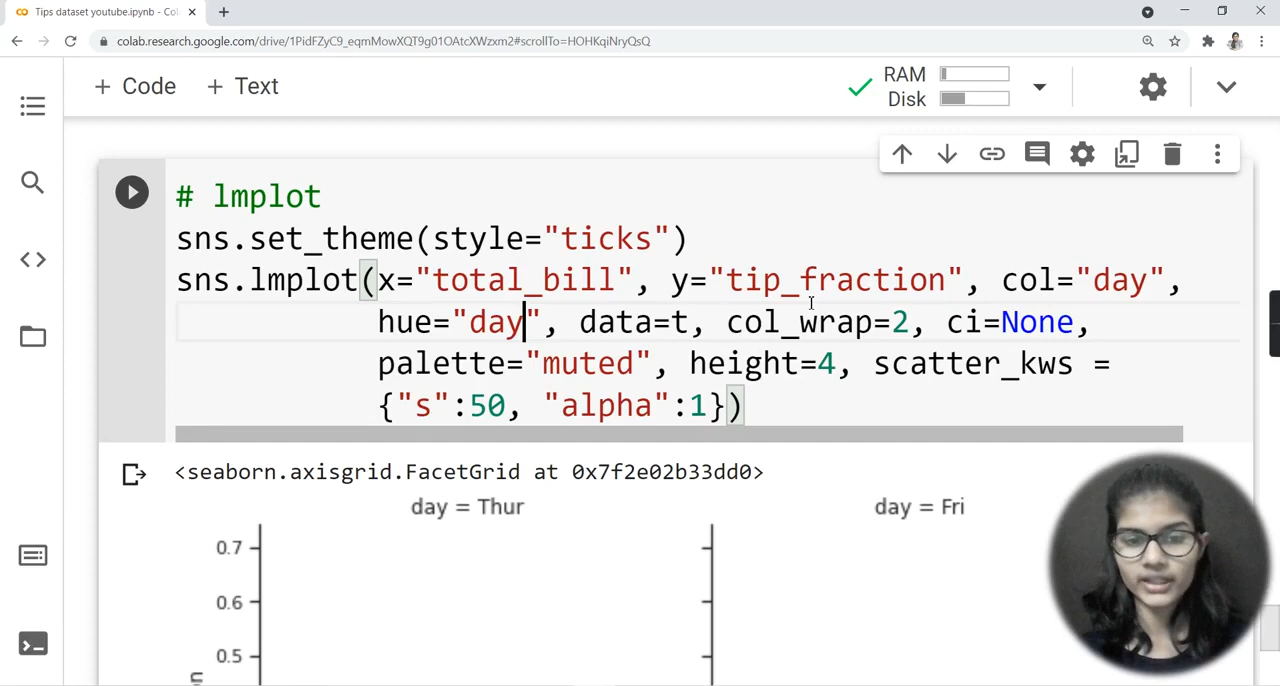 Tips dataset youtube.ipynb - Col
colab.research.google.com/drive/1PidFZyC9_eqmMowXQT9g01OAtcXWzxm2#scrollTo=HOHKqiNryQsQ
+ Code + Text
RAM
Disk
# lmplot
sns.set_theme(style="ticks")
sns.lmplot(x="total_bill", y="tip_fraction", col="day",
hue="day", data=t, col_wrap=2, ci=None,
palette="muted", height=4, scatter_kws =
{"s":50, "alpha":1})
<seaborn.axisgrid.FacetGrid at 0x7f2e02b33dd0>
day = Thur
day = Fri
0.7
0.6
0.5